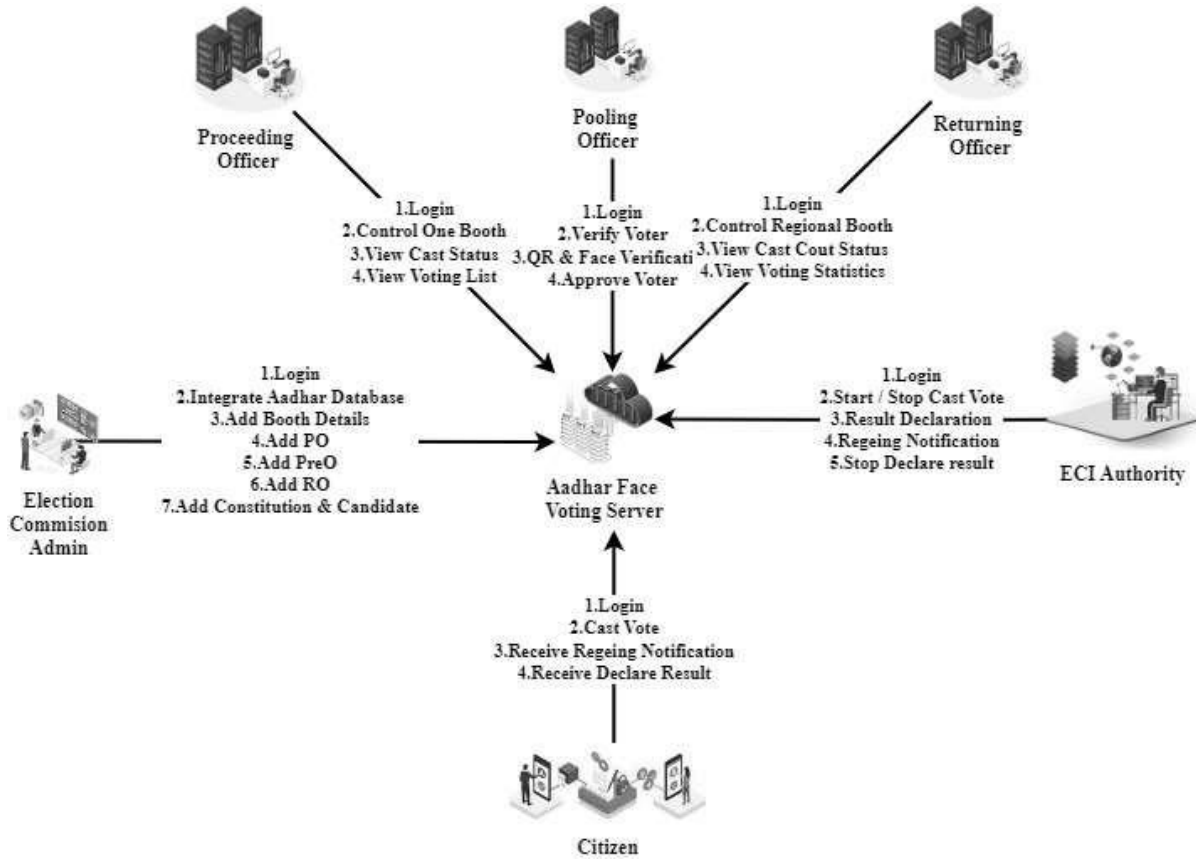 Proceeding
Officer
Pooling
Officer
Returning
Officer
1.Login
2.Control One Booth
3.View Cast Status
4.View Voting List
1.Login
2.Verify Voter
3.QR & Face Verificati
4.Approve Voter
1.Login
2.Control Regional Booth
3.View Cast Cout Status
4.View Voting Statistics
1.Login
2.Integrate Aadhar Database
3.Add Booth Details
4.Add PO
5.Add PreO
6.Add RO
7.Add Constitution & Candidate
Election
Commision
Admin
Aadhar Face
Voting Server
1.Login
2.Start / Stop Cast Vote
3.Result Declaration
4.Regeing Notification
5.Stop Declare result
ECI Authority
1.Login
2.Cast Vote
3.Receive Regeing Notification
4.Receive Declare Result
Citizen